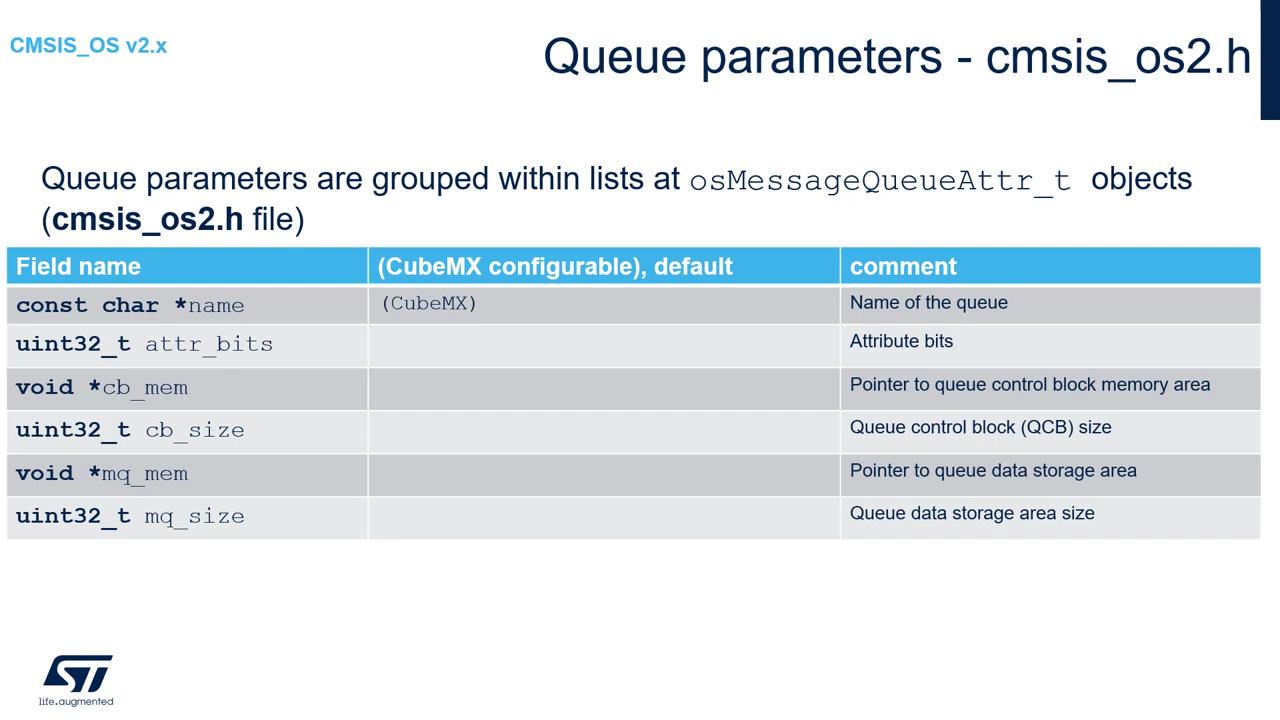 CMSIS_OS v2.x
Queue parameters - cmsis_os2.h
Queue parameters are grouped within lists at osMessageQueueAttr_t objects
(cmsis_os2.h file)
Field name (CubeMX configurable), default comment
const char *name (CubeMX) Name of the queue
uint32_t attr_bits Attribute bits
void *cb_mem Pointer to queue control block memory area
uint32_t cb_size Queue control block (QCB) size
void *mq_mem Pointer to queue data storage area
uint32_t mq_size Queue data storage area size
ST
life.augmented